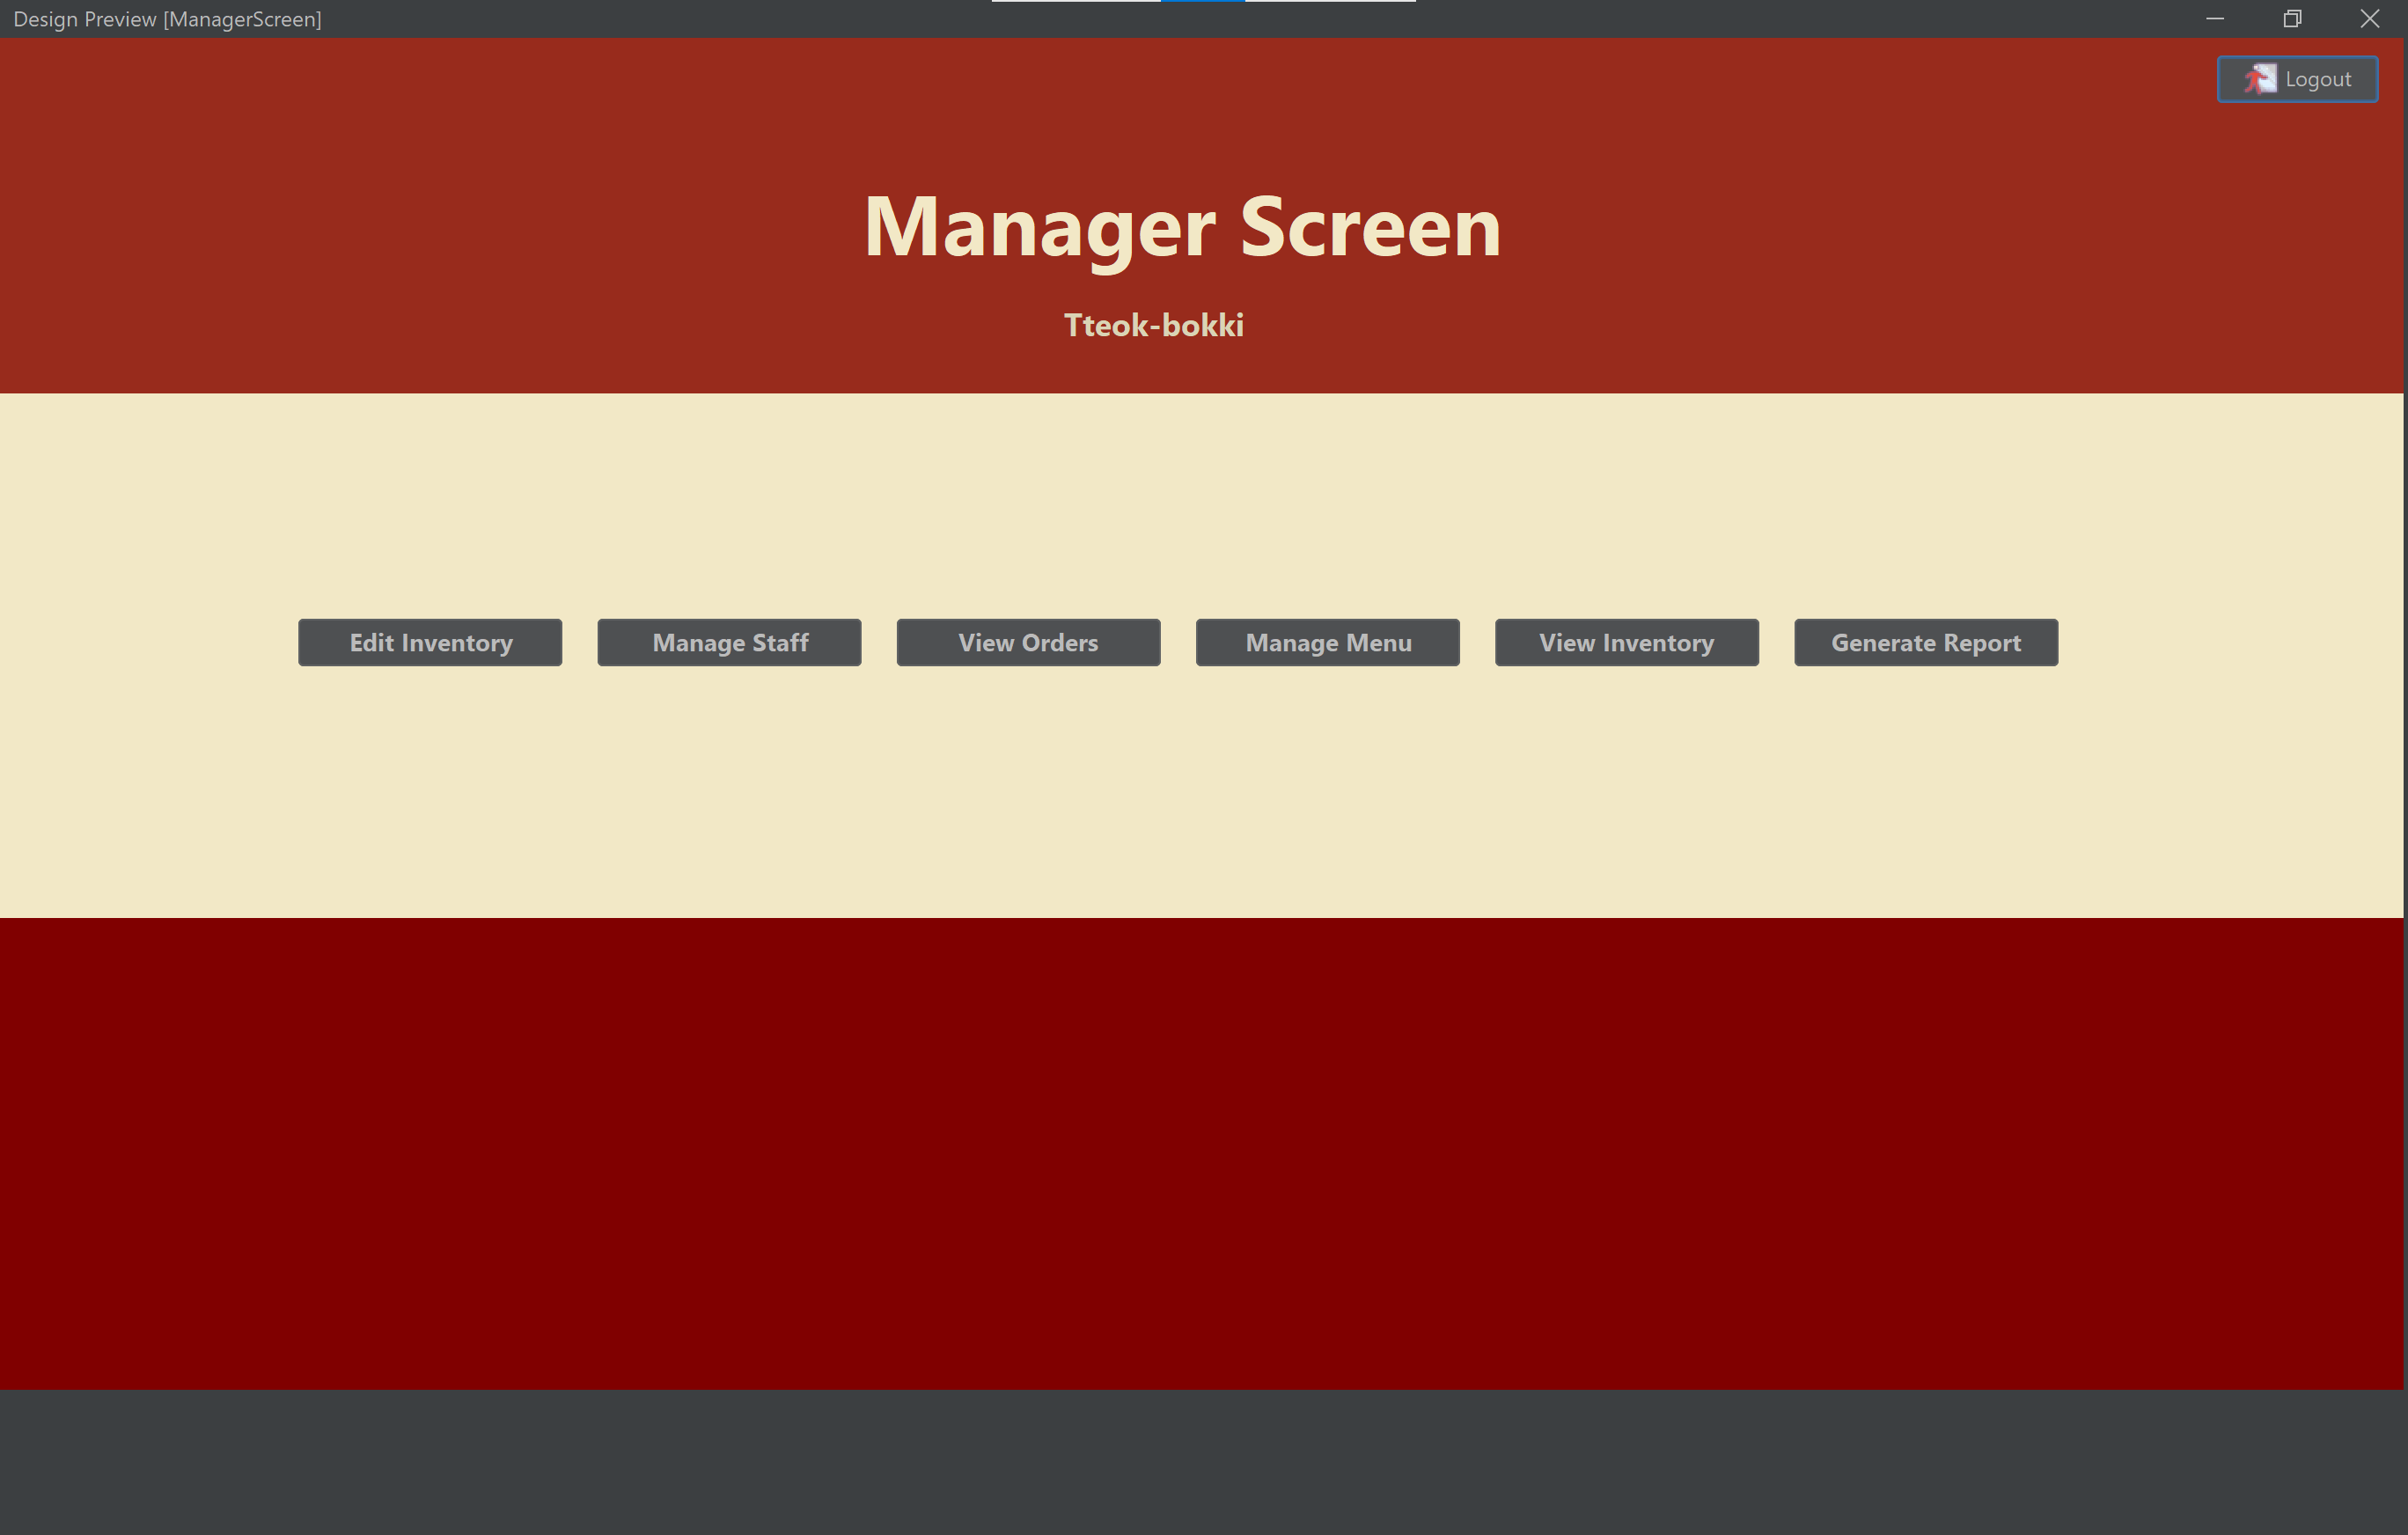 Design Preview [ManagerScreen]
Logout
Manager Screen
Tteok-bokki
Edit Inventory
Manage Staff
View Orders
Manage Menu
View Inventory
Generate Report